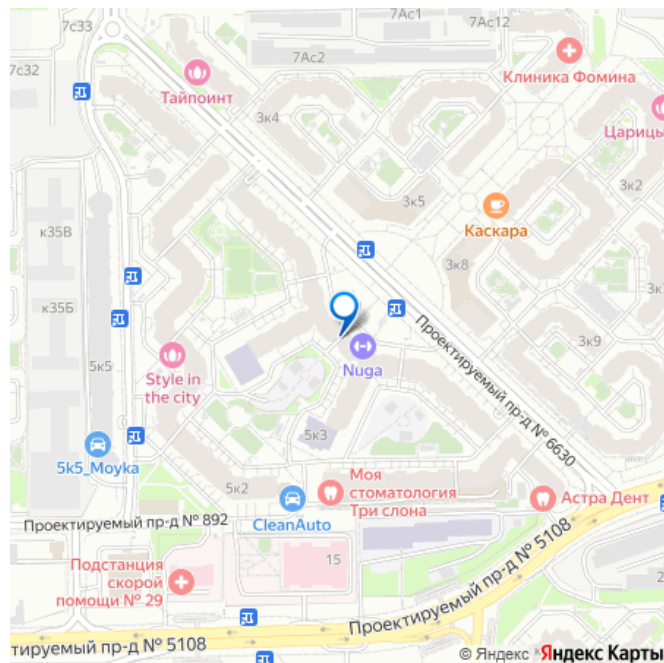 7с33
7Ас1
7Ас12
7с32
7Ас2
Клиника Фомина
Тайпоинт
Царицы
3к4
3к2
3к5
к35В
Каскара
3к8
к35Б
Проектируемый пр-д № 6630
5к5
Style in
the city
Nuga
3к9
5к3
5k5_Moyka
5к2
Моя
стоматология
Три слона
Астра Дент
Проектируемый пр-д № 892
CleanAuto
15
Подстанция
скорой
помощи № 29
Проектируемый пр-д № 5108
тируемый пр-д № 5108
© Яндекс
Яндекс Карты